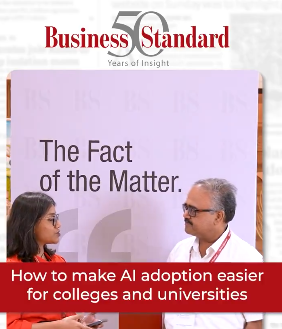 Business 50 Standard
Years of Insight
The Fact
of the Matter.
How to make AI adoption easier
for colleges and universities